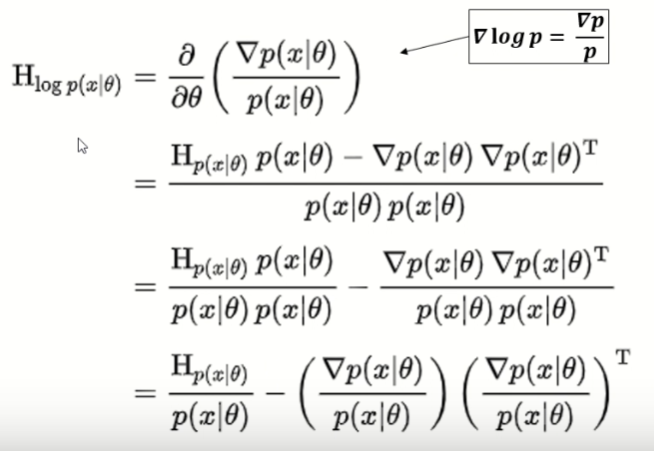 ∇ log p = ∇p / p
H_{log p(x|θ)} = ∂/∂θ ( ∇p(x|θ) / p(x|θ) )
= ( H_{p(x|θ)} p(x|θ) − ∇p(x|θ) ∇p(x|θ)^T ) / ( p(x|θ) p(x|θ) )
= H_{p(x|θ)} p(x|θ) / ( p(x|θ) p(x|θ) ) − ∇p(x|θ) ∇p(x|θ)^T / ( p(x|θ) p(x|θ) )
= H_{p(x|θ)} / p(x|θ) − ( ∇p(x|θ) / p(x|θ) ) ( ∇p(x|θ) / p(x|θ) )^T